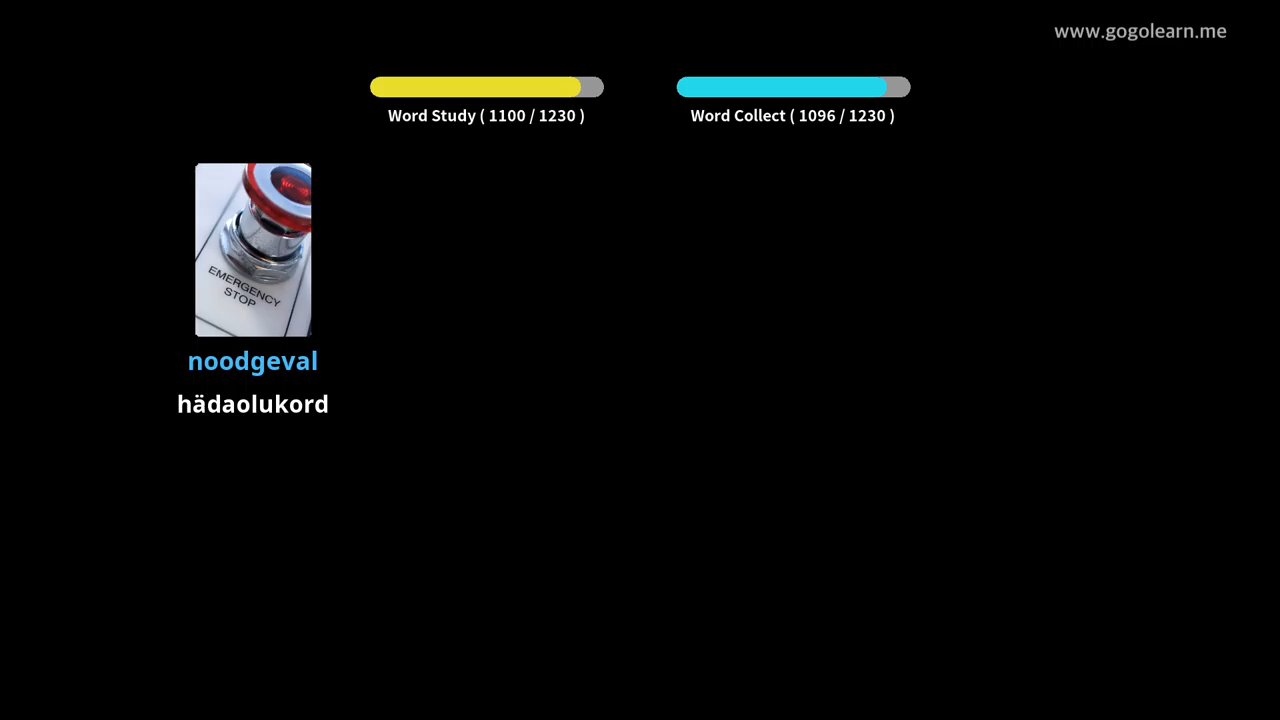 www.gogolearn.me
Word Study ( 1100 / 1230 )
Word Collect ( 1096 / 1230 )
EMERGENCY
STOP
noodgeval
hädaolukord